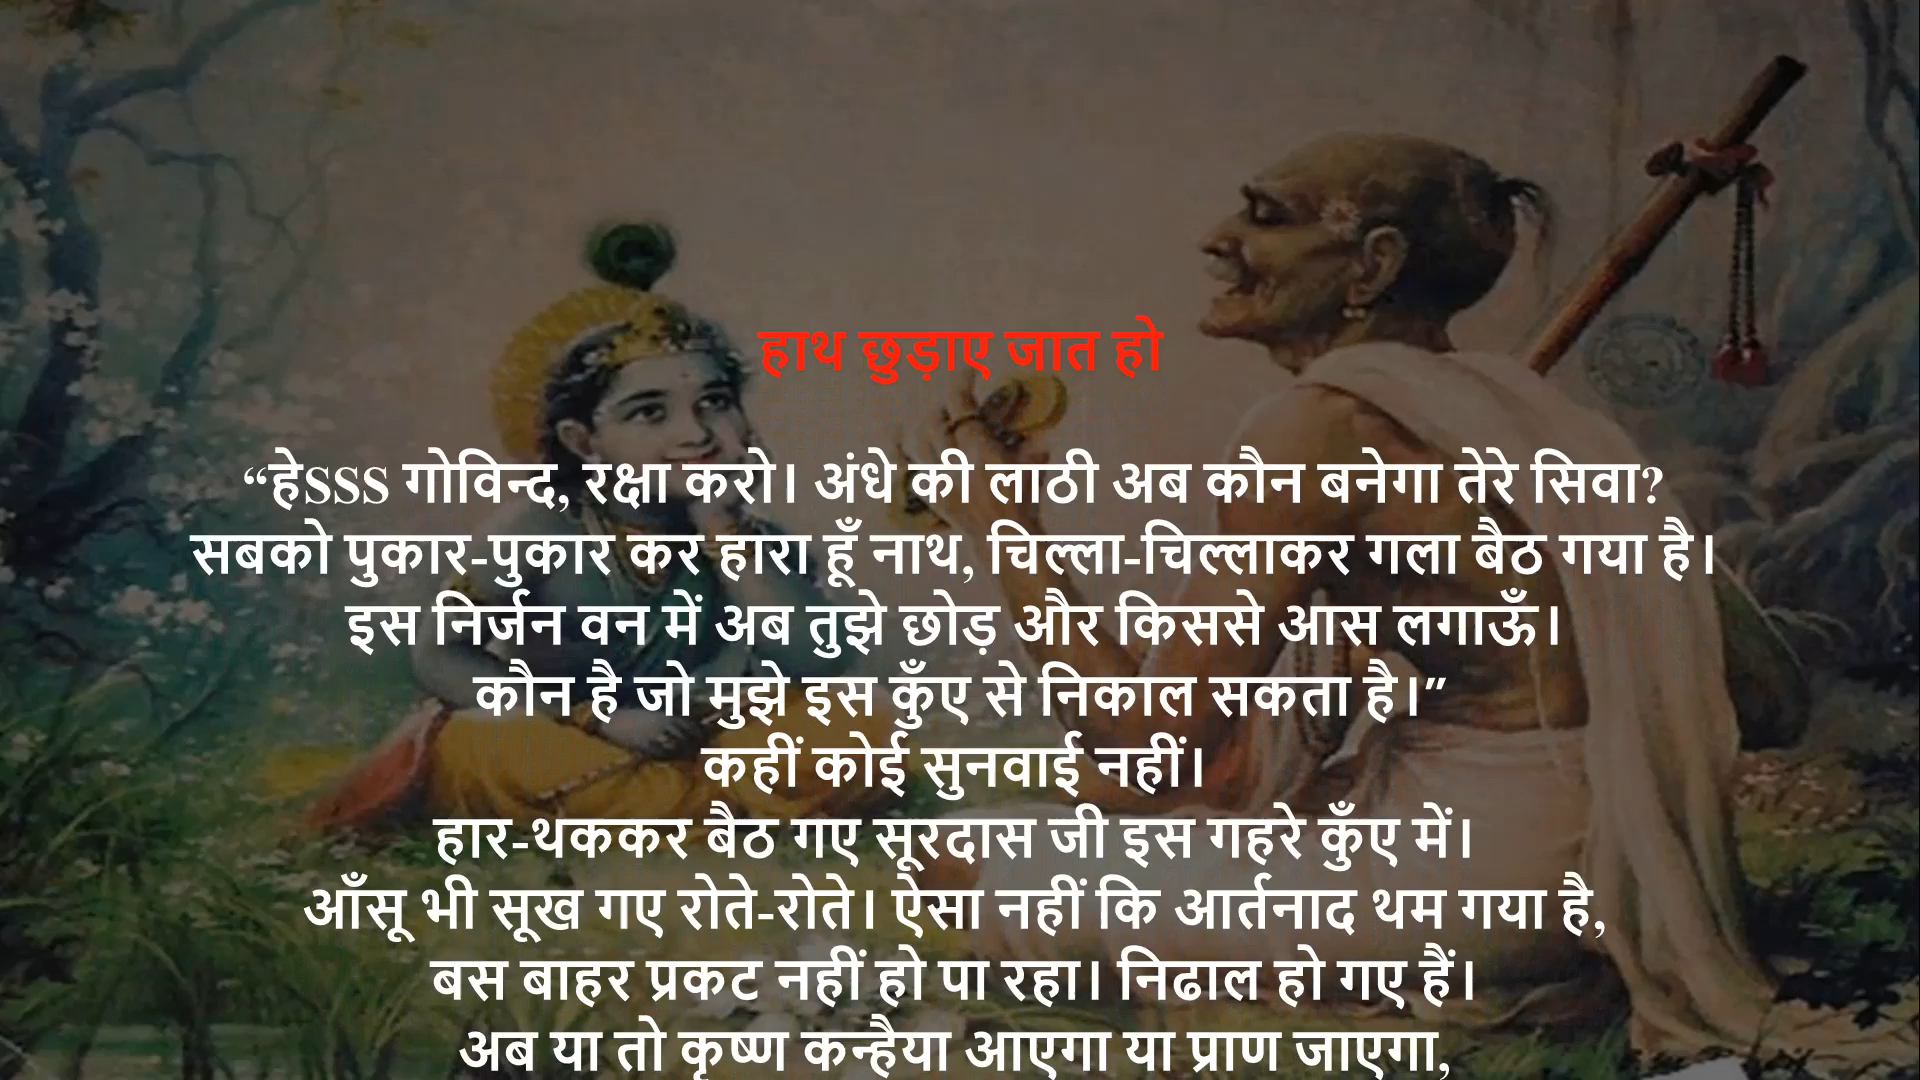 हाथ छुड़ाए जात हो
“हेSSS गोविन्द, रक्षा करो। अंधे की लाठी अब कौन बनेगा तेरे सिवा?
सबको पुकार-पुकार कर हारा हूँ नाथ, चिल्ला-चिल्लाकर गला बैठ गया है।
इस निर्जन वन में अब तुझे छोड़ और किससे आस लगाऊँ।
कौन है जो मुझे इस कुँए से निकाल सकता है।”
कहीं कोई सुनवाई नहीं।
हार-थककर बैठ गए सूरदास जी इस गहरे कुँए में।
आँसू भी सूख गए रोते-रोते। ऐसा नहीं कि आर्तनाद थम गया है,
बस बाहर प्रकट नहीं हो पा रहा। निढाल हो गए हैं।
अब या तो कृष्ण कन्हैया आएगा या प्राण जाएगा,